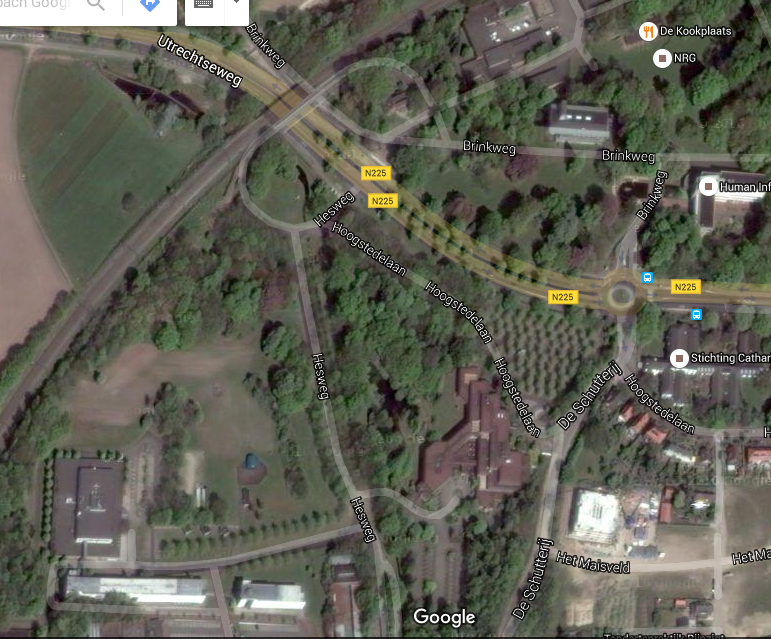 oach Goog
Brinkweg
Utrechtseweg
De Kookplaats
NRG
Brinkweg
Brinkweg
N225
Human Inf
N225
Brinkweg
Hesweg
Hoogstedelaan
N225
N225
Hoogstedelaan
Stichting Cathar
Hesweg
Hoogstedelaan
De Schutterij
Hoogstedelaan
H
Hesweg
De Schutterij
Het Maisveld
Het Ma
Google